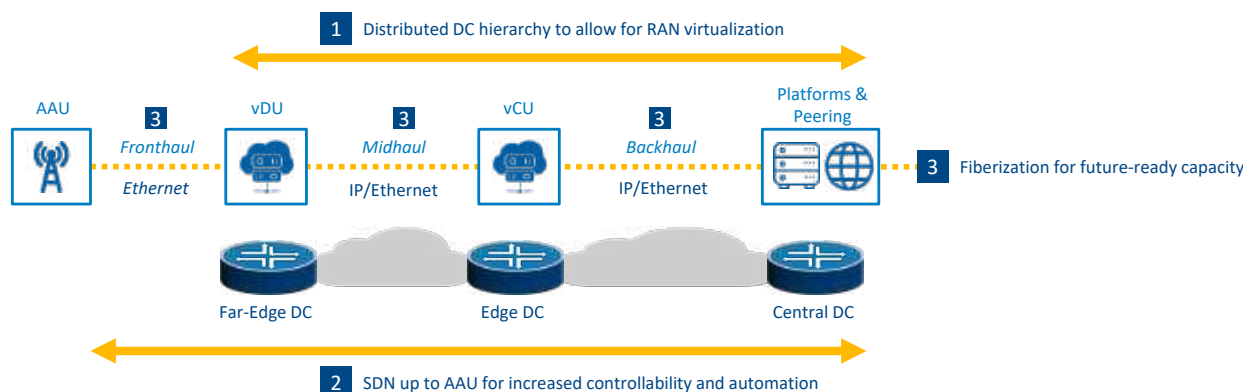 1 Distributed DC hierarchy to allow for RAN virtualization
AAU
vDU
vCU
Platforms &
Peering
3
3
3
Fronthaul
Midhaul
Backhaul
3 Fiberization for future-ready capacity
Ethernet
IP/Ethernet
IP/Ethernet
Far-Edge DC
Edge DC
Central DC
2 SDN up to AAU for increased controllability and automation